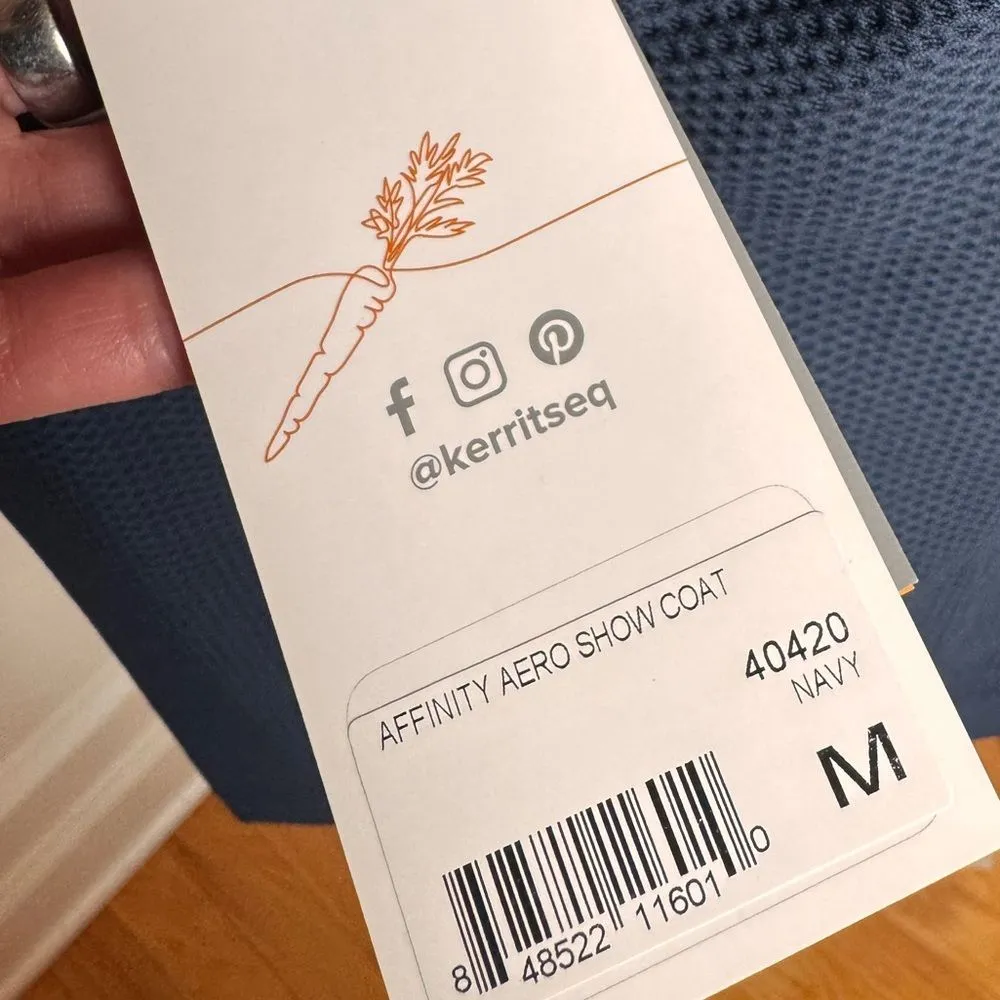 @kerritseq
AFFINITY AERO SHOW COAT
40420
NAVY
M
8 48522 11601 0